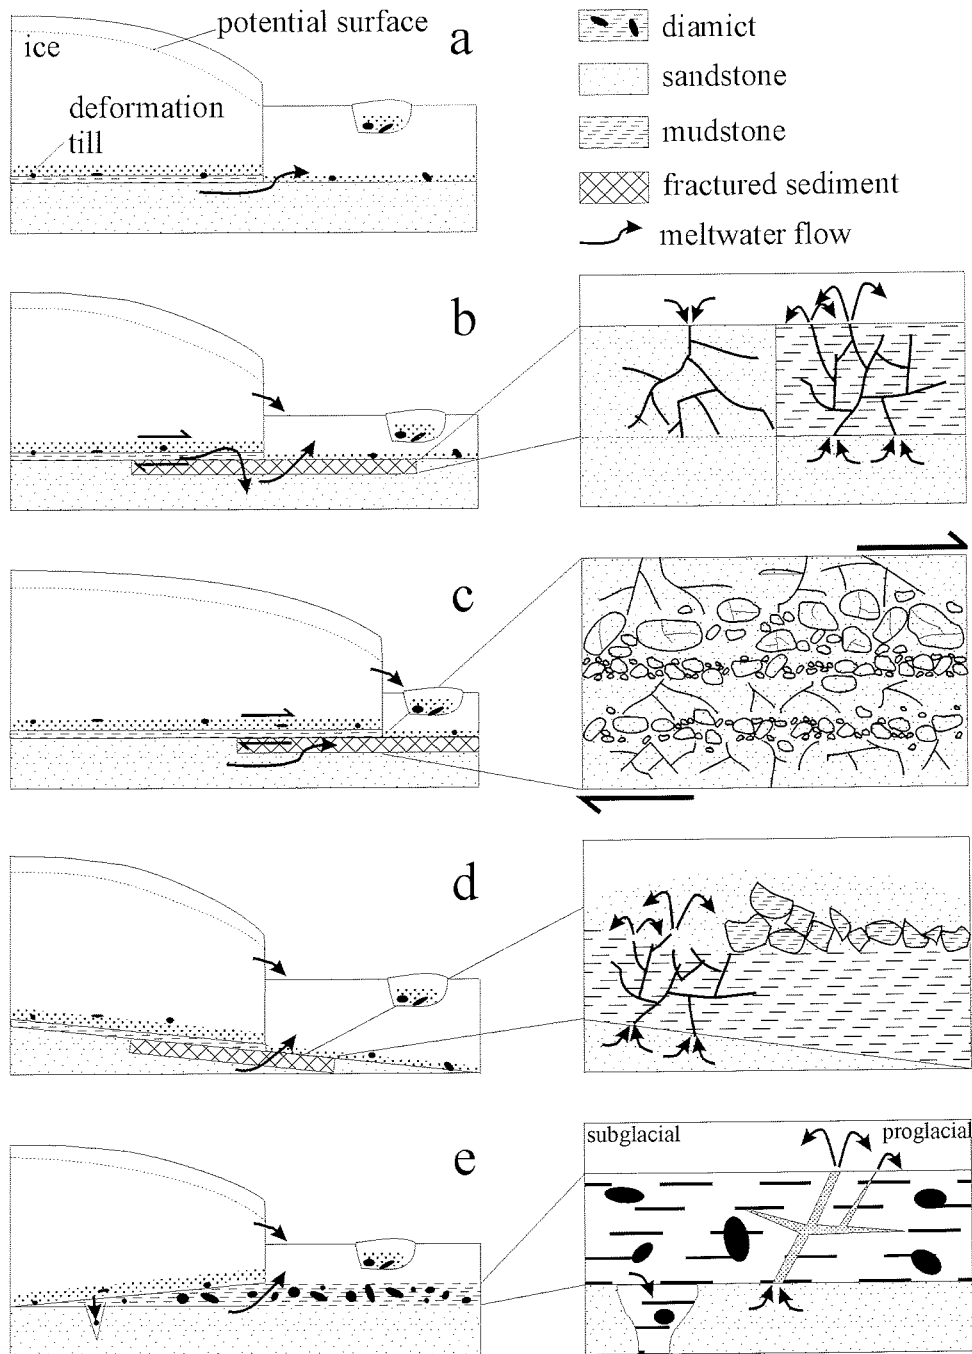 potential surface
ice
a
deformation
till
diamict
sandstone
mudstone
fractured sediment
meltwater flow
b
c
d
e
subglacial
proglacial